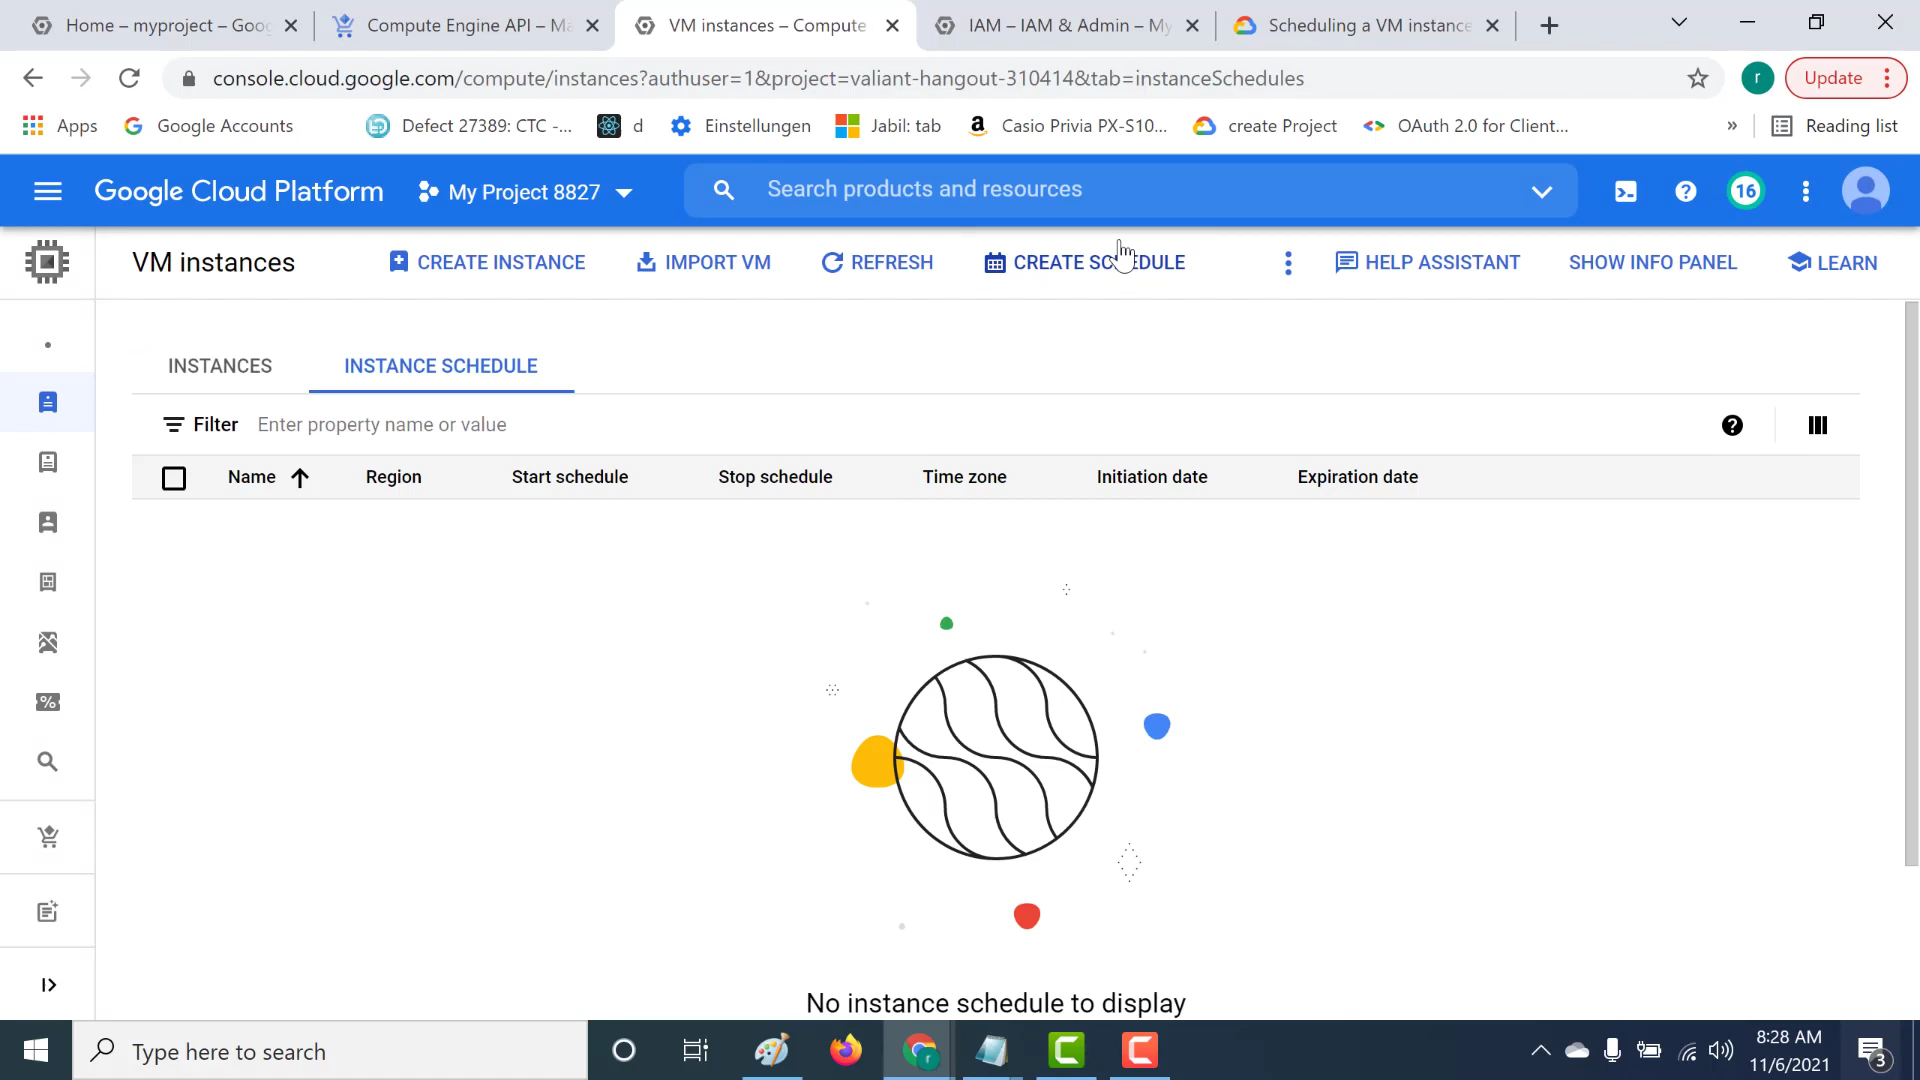 Home – myproject – Goog
Compute Engine API – Ma
VM instances – Compute
IAM – IAM & Admin – My
Scheduling a VM instance
console.cloud.google.com/compute/instances?authuser=1&project=valiant-hangout-310414&tab=instanceSchedules
r
Update
Apps
Google Accounts
Defect 27389: CTC -...
d
Einstellungen
Jabil: tab
Casio Privia PX-S10...
create Project
OAuth 2.0 for Client...
»
Reading list
Google Cloud Platform
My Project 8827
Search products and resources
16
VM instances
CREATE INSTANCE
IMPORT VM
REFRESH
CREATE SCHEDULE
HELP ASSISTANT
SHOW INFO PANEL
LEARN
INSTANCES
INSTANCE SCHEDULE
Filter
Enter property name or value
Name
Region
Start schedule
Stop schedule
Time zone
Initiation date
Expiration date
No instance schedule to display
Type here to search
8:28 AM
11/6/2021
3